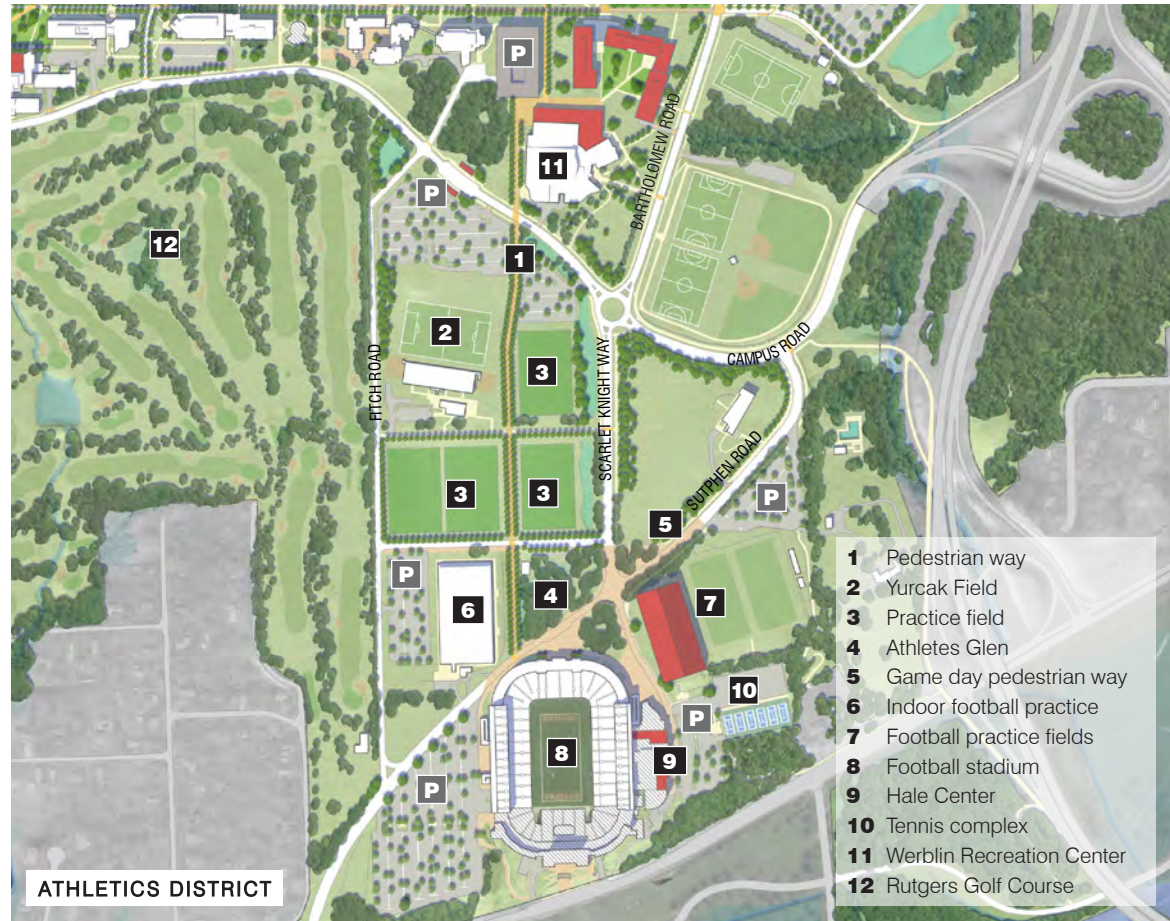 P
11
BARTHOLOMEW ROAD
P
12
1
2
3
FITCH ROAD
SCARLET KNIGHT WAY
CAMPUS ROAD
SUTPHEN ROAD
3
3
P
5
P
6
4
7
10
P
8
9
P
1 Pedestrian way
2 Yurcak Field
3 Practice field
4 Athletes Glen
5 Game day pedestrian way
6 Indoor football practice
7 Football practice fields
8 Football stadium
9 Hale Center
10 Tennis complex
11 Werblin Recreation Center
12 Rutgers Golf Course
ATHLETICS DISTRICT